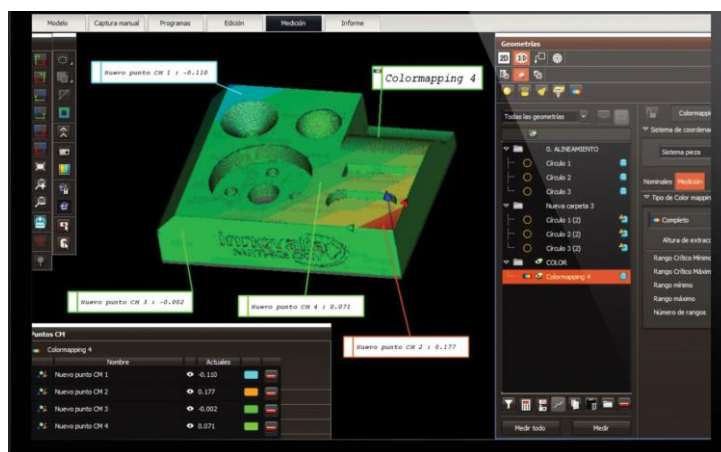 Modelo
Captura manual
Programas
Edición
Medición
Informe
Nuevo punto CM 1 : -0.110
Colormapping 4
innovalia
METROLOGY
Nuevo punto CM 3 : -0.002
Nuevo punto CM 4 : 0.071
Nuevo punto CM 2 : 0.177
Puntos CM
Colormapping 4
Nombre
Actuales
Nuevo punto CM 1
-0.110
Nuevo punto CM 2
0.177
Nuevo punto CM 3
-0.002
Nuevo punto CM 4
0.071
Geometrías
2D
3D
Todas las geometrías
0. ALINEAMIENTO
Círculo 1
Círculo 2
Círculo 3
Nueva carpeta 3
Círculo 1 (2)
Círculo 2 (2)
Círculo 3 (2)
COLOR
Colormapping 4
Medir todo
Medir
Colormappi
Sistema de coordena
Sistema pieza
Nominales
Medición
Tipo de Color mappin
Completo
Altura de extracc
Rango Crítico Mínimo
Rango Crítico Máxim
Rango mínimo
Rango máximo
Número de rangos